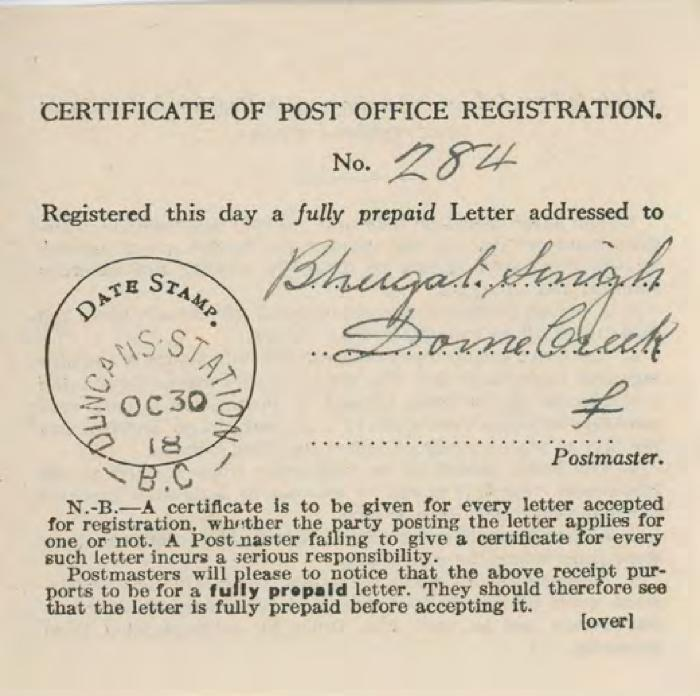 CERTIFICATE OF POST OFFICE REGISTRATION.
No. 284
Registered this day a fully prepaid Letter addressed to
Bhugat Singh
Dome Creek
DATE STAMP.
DUNCANS STATION
OC 30
18
B.C
Postmaster.
N.-B.—A certificate is to be given for every letter accepted
for registration, whether the party posting the letter applies for
one or not. A Postmaster failing to give a certificate for every
such letter incurs a serious responsibility.
Postmasters will please to notice that the above receipt pur-
ports to be for a fully prepaid letter. They should therefore see
that the letter is fully prepaid before accepting it.
[over]